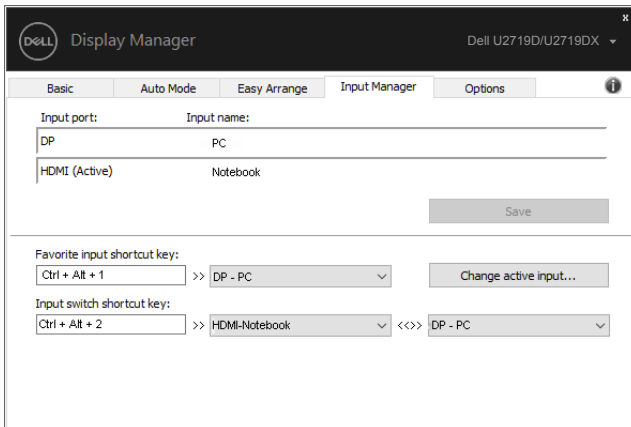 x
DELL Display Manager Dell U2719D/U2719DX
Basic Auto Mode Easy Arrange Input Manager Options i
Input port: Input name:
DP PC
HDMI (Active) Notebook
Save
Favorite input shortcut key:
Ctrl + Alt + 1 >> DP - PC Change active input...
Input switch shortcut key:
Ctrl + Alt + 2 >> HDMI-Notebook <<>> DP - PC